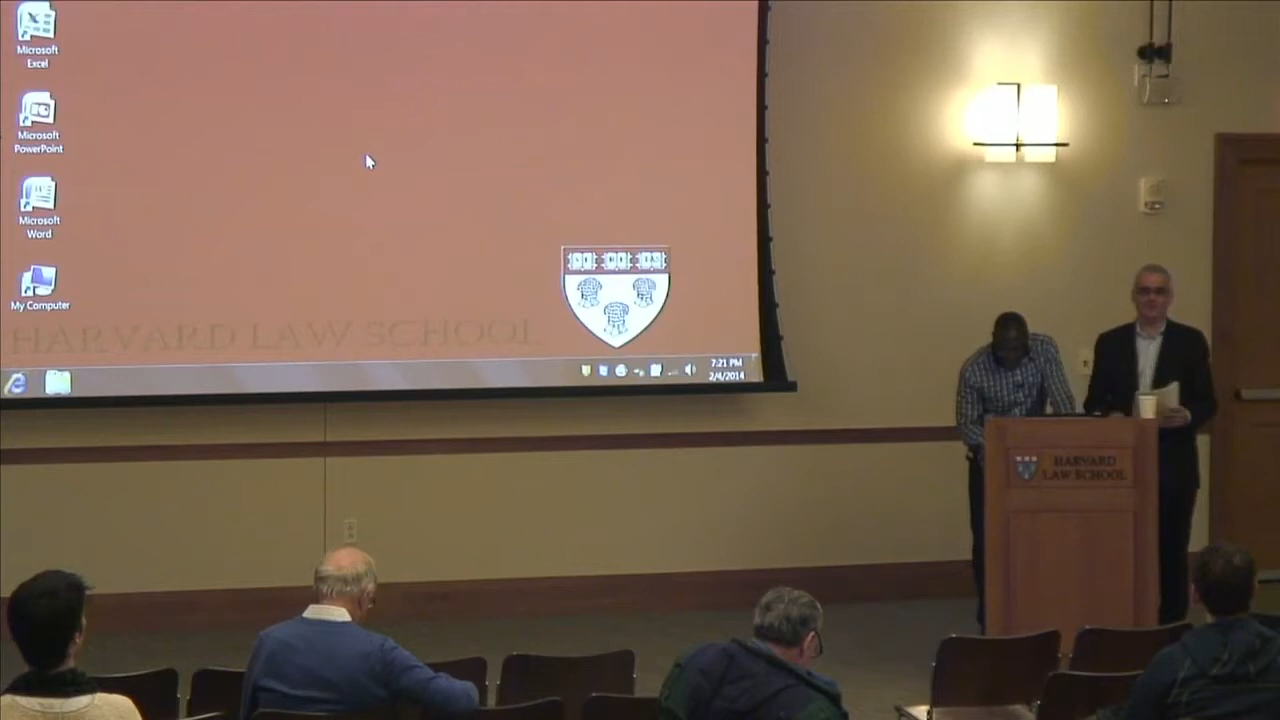 Microsoft
Excel
Microsoft
PowerPoint
Microsoft
Word
My Computer
HARVARD LAW SCHOOL
7:21 PM
2/4/2014
HARVARD
LAW SCHOOL